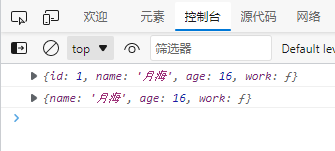 欢迎 元素 控制台 源代码 网
top 筛选器 Default le
{id: 1, name: '月海', age: 16, work: ƒ}
{name: '月海', age: 16, work: ƒ}